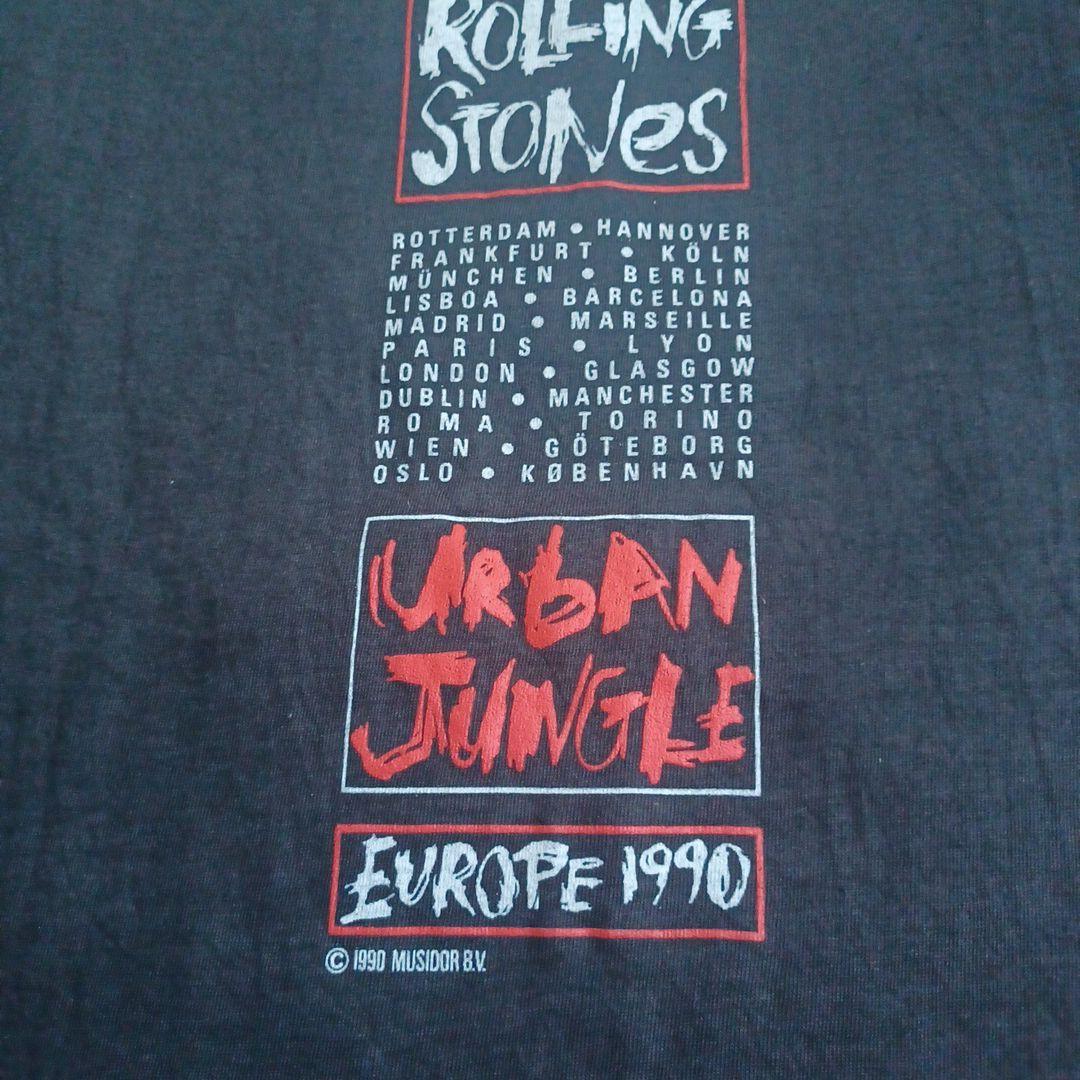 ROLLING
STONES
ROTTERDAM • HANNOVER
FRANKFURT • KÖLN
MÜNCHEN • BERLIN
LISBOA • BARCELONA
MADRID • MARSEILLE
PARIS • LYON
LONDON • GLASGOW
DUBLIN • MANCHESTER
ROMA • TORINO
WIEN • GÖTEBORG
OSLO • KØBENHAVN
URBAN
JUNGLE
EUROPE 1990
© 1990 MUSIDOR B.V.